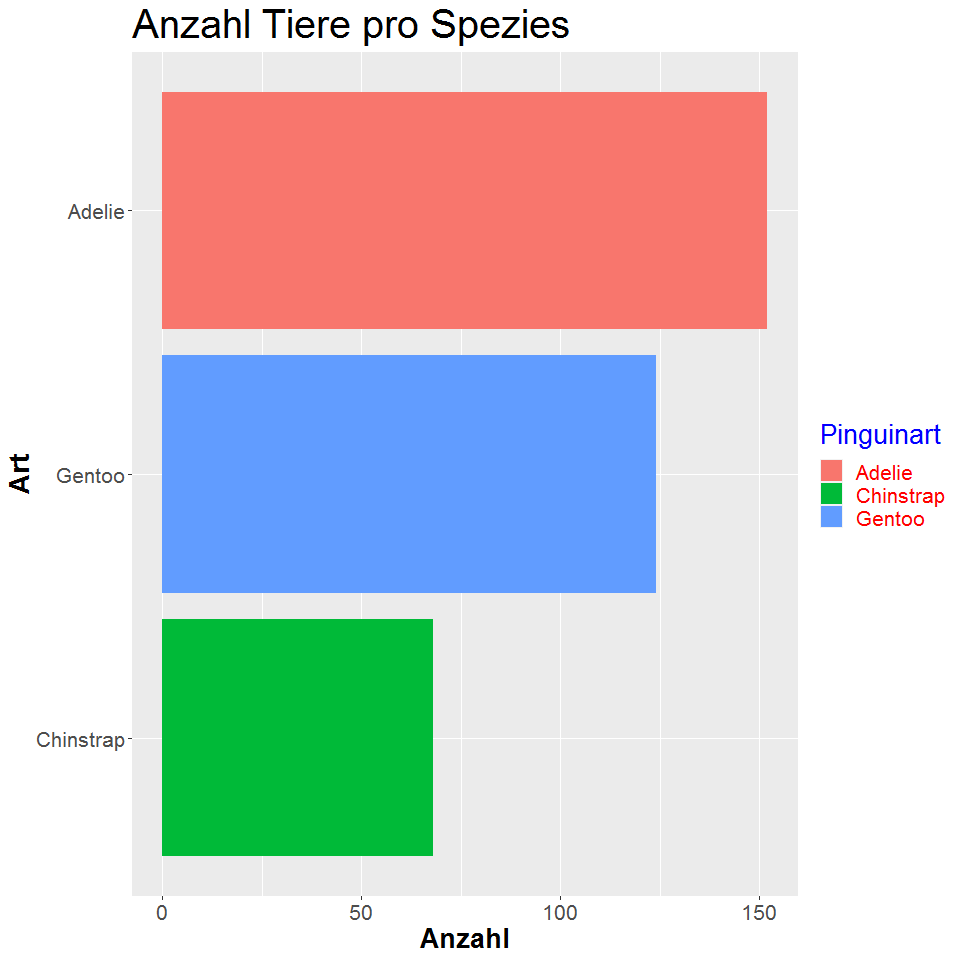 Anzahl Tiere pro Spezies
Art
Adelie
Gentoo
Chinstrap
0 50 100 150
Anzahl
Pinguinart
Adelie
Chinstrap
Gentoo